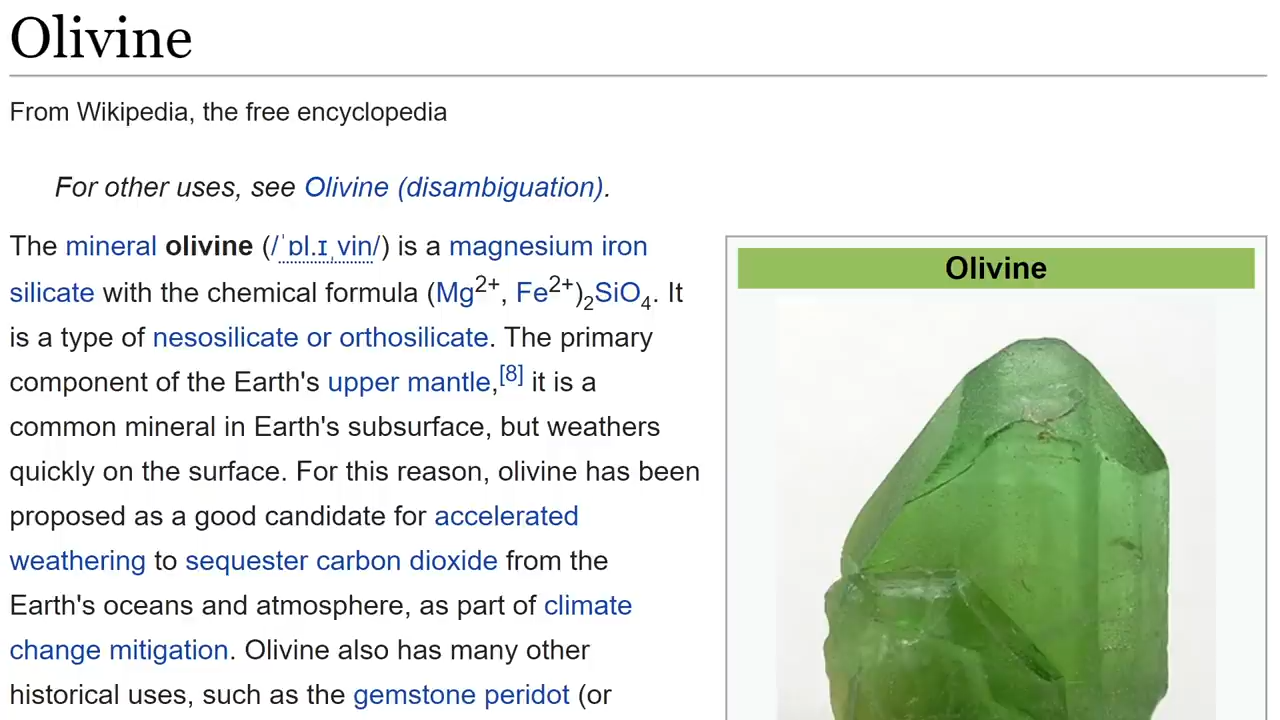 Olivine
From Wikipedia, the free encyclopedia
For other uses, see Olivine (disambiguation).
The mineral olivine (/ˈɒl.ɪˌvin/) is a magnesium iron
silicate with the chemical formula (Mg²⁺, Fe²⁺)₂SiO₄. It
is a type of nesosilicate or orthosilicate. The primary
component of the Earth's upper mantle,[8] it is a
common mineral in Earth's subsurface, but weathers
quickly on the surface. For this reason, olivine has been
proposed as a good candidate for accelerated
weathering to sequester carbon dioxide from the
Earth's oceans and atmosphere, as part of climate
change mitigation. Olivine also has many other
historical uses, such as the gemstone peridot (or
Olivine